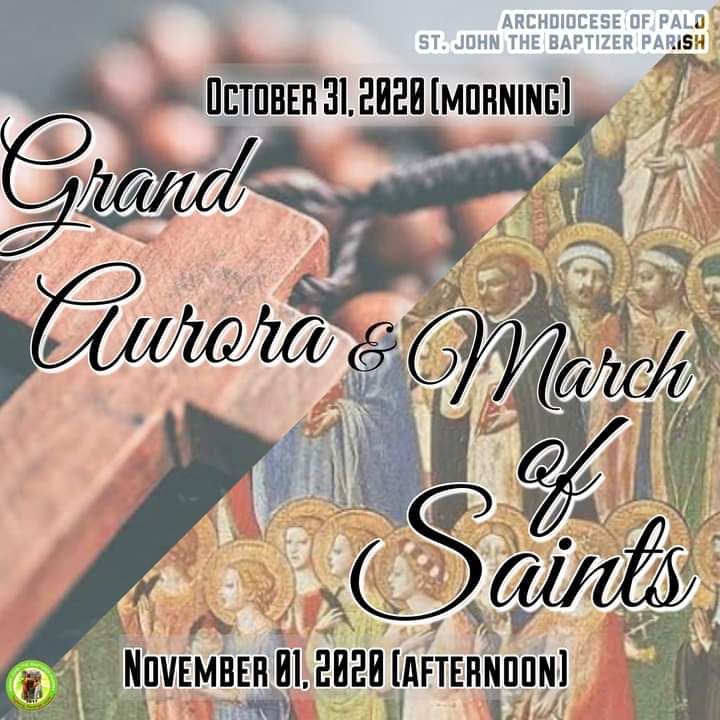 ARCHDIOCESE OF PALO
ST. JOHN THE BAPTIZER PARISH
OCTOBER 31, 2020 (MORNING)
Grand
Aurora & March
of
Saints
NOVEMBER 01, 2020 (AFTERNOON)